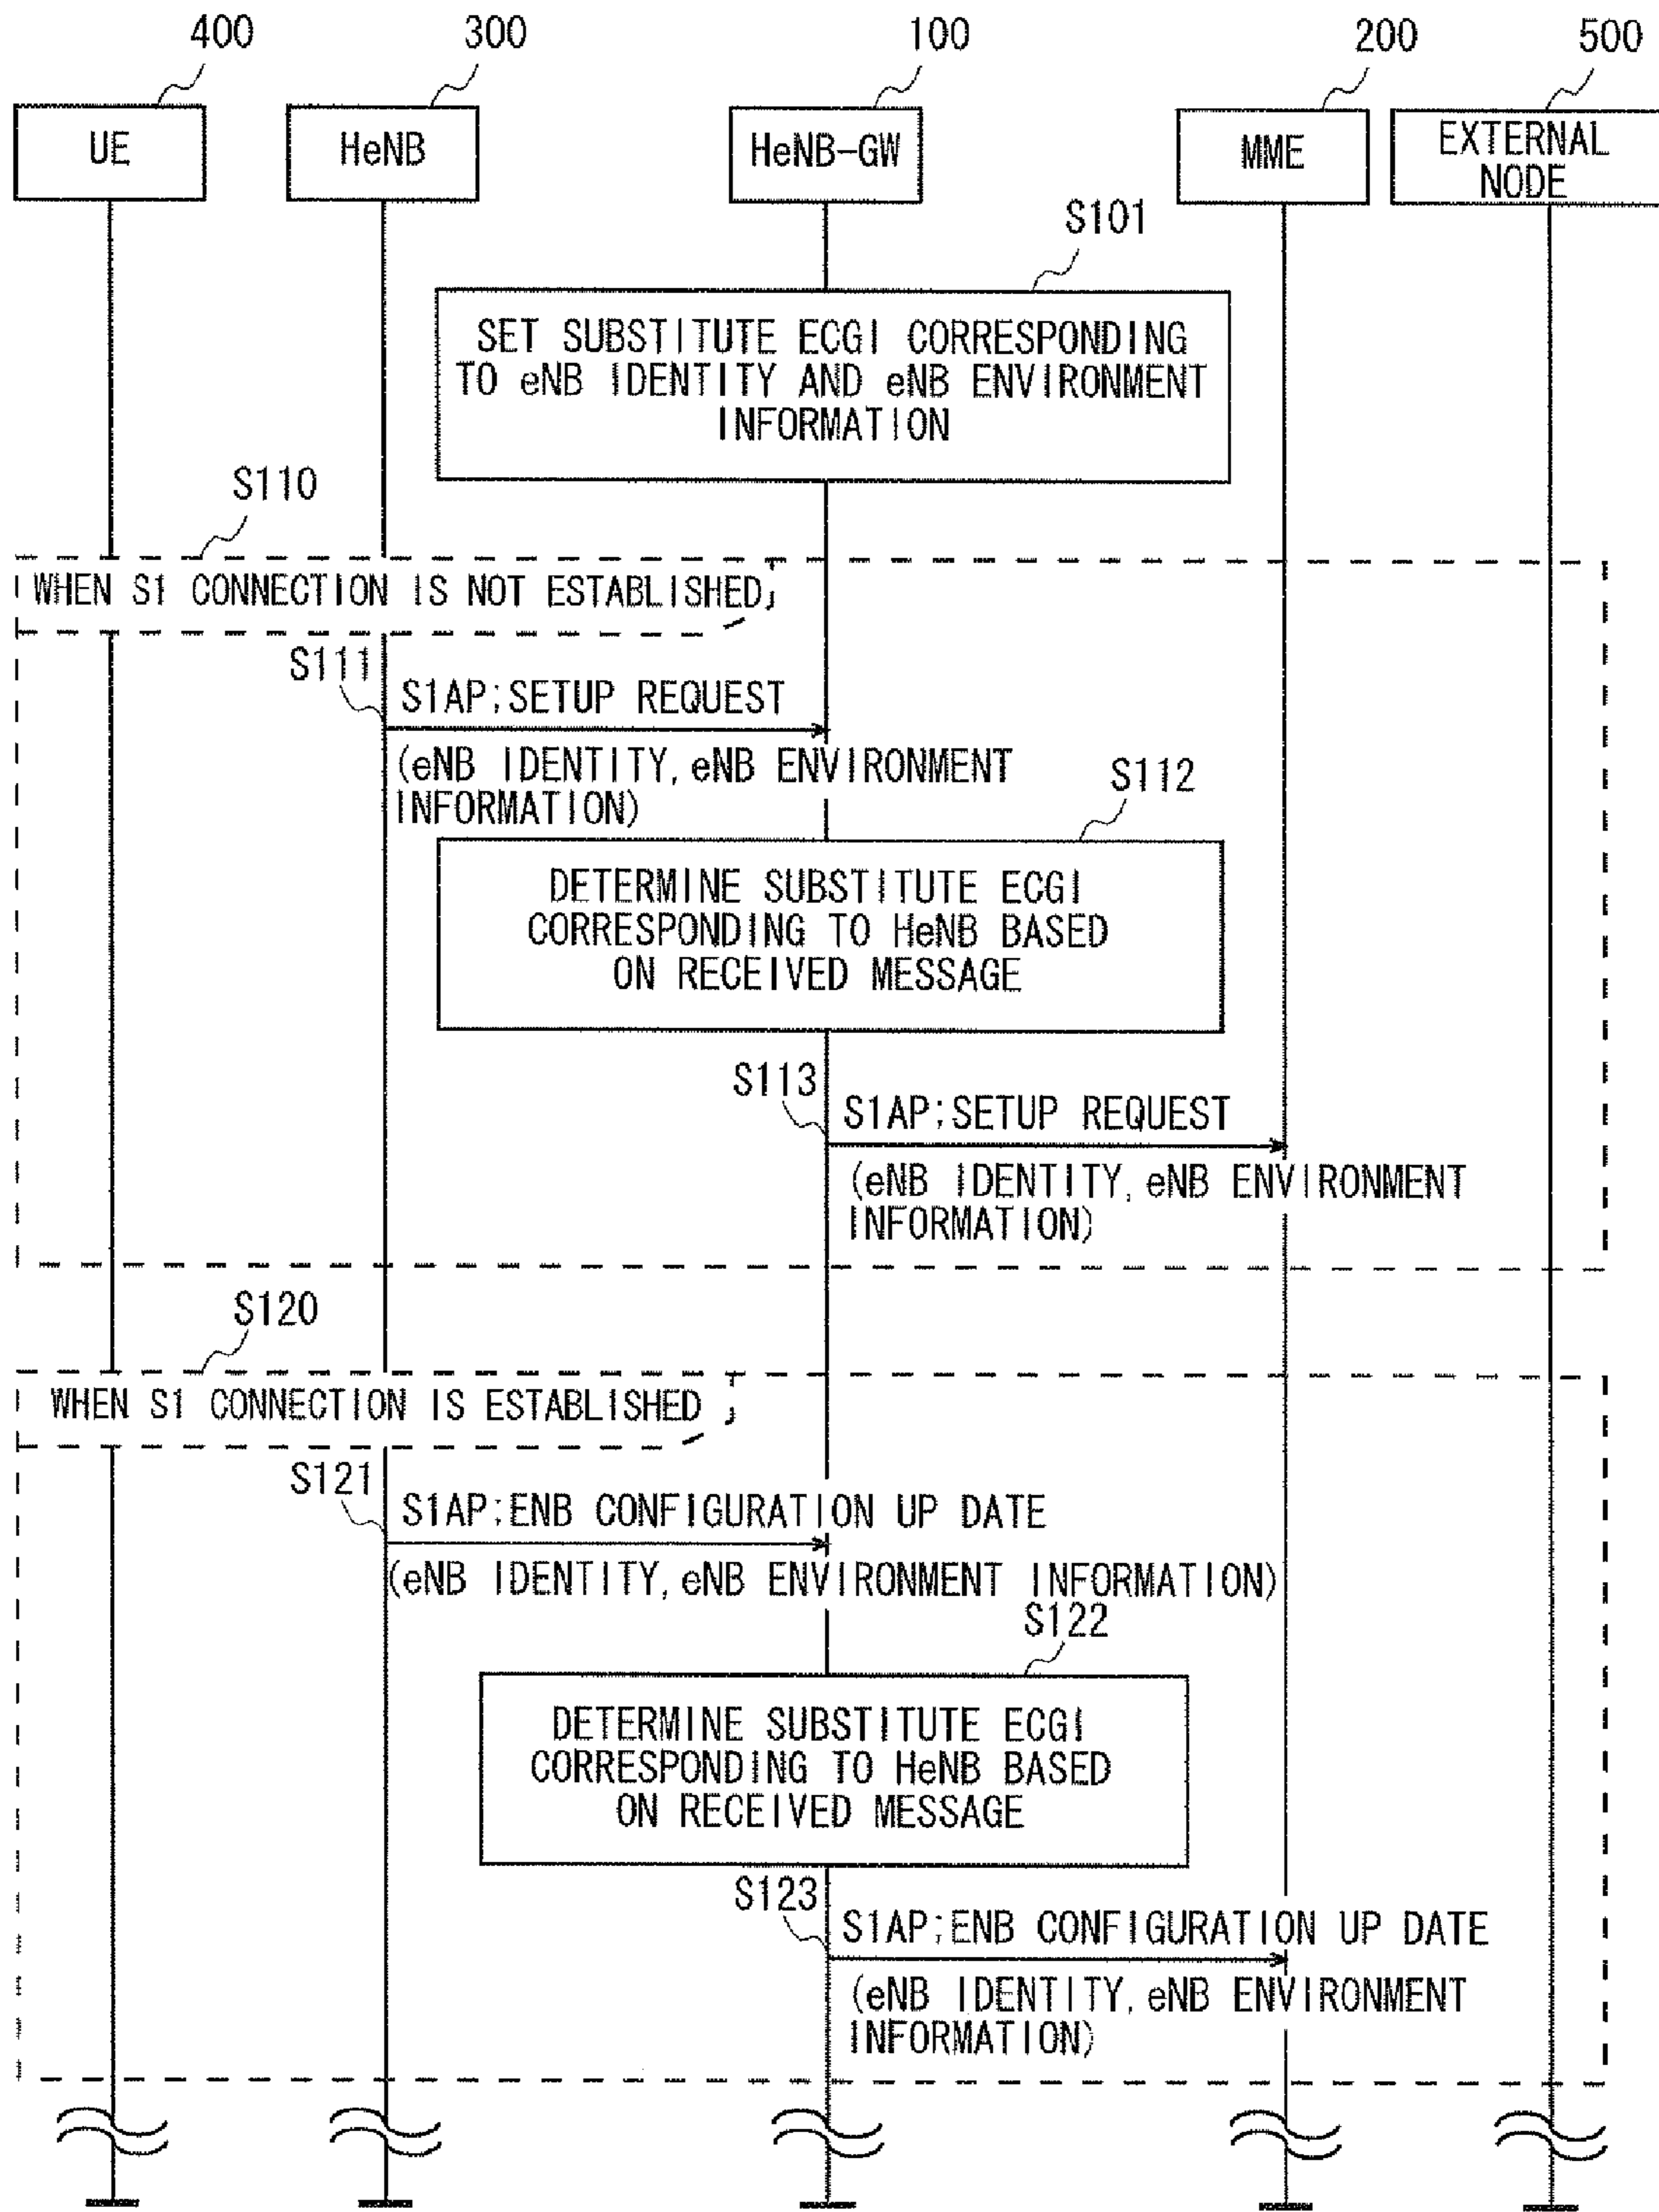 400
300
100
200
500
UE
HeNB
HeNB-GW
MME
EXTERNAL
NODE
S101
SET SUBSTITUTE ECGI CORRESPONDING
TO eNB IDENTITY AND eNB ENVIRONMENT
INFORMATION
S110
WHEN S1 CONNECTION IS NOT ESTABLISHED
S111
S1AP;SETUP REQUEST
(eNB IDENTITY,eNB ENVIRONMENT
INFORMATION)
S112
DETERMINE SUBSTITUTE ECGI
CORRESPONDING TO HeNB BASED
ON RECEIVED MESSAGE
S113
S1AP;SETUP REQUEST
(eNB IDENTITY,eNB ENVIRONMENT
INFORMATION)
S120
WHEN S1 CONNECTION IS ESTABLISHED
S121
S1AP;ENB CONFIGURATION UP DATE
(eNB IDENTITY,eNB ENVIRONMENT INFORMATION)
S122
DETERMINE SUBSTITUTE ECGI
CORRESPONDING TO HeNB BASED
ON RECEIVED MESSAGE
S123
S1AP;ENB CONFIGURATION UP DATE
(eNB IDENTITY,eNB ENVIRONMENT
INFORMATION)